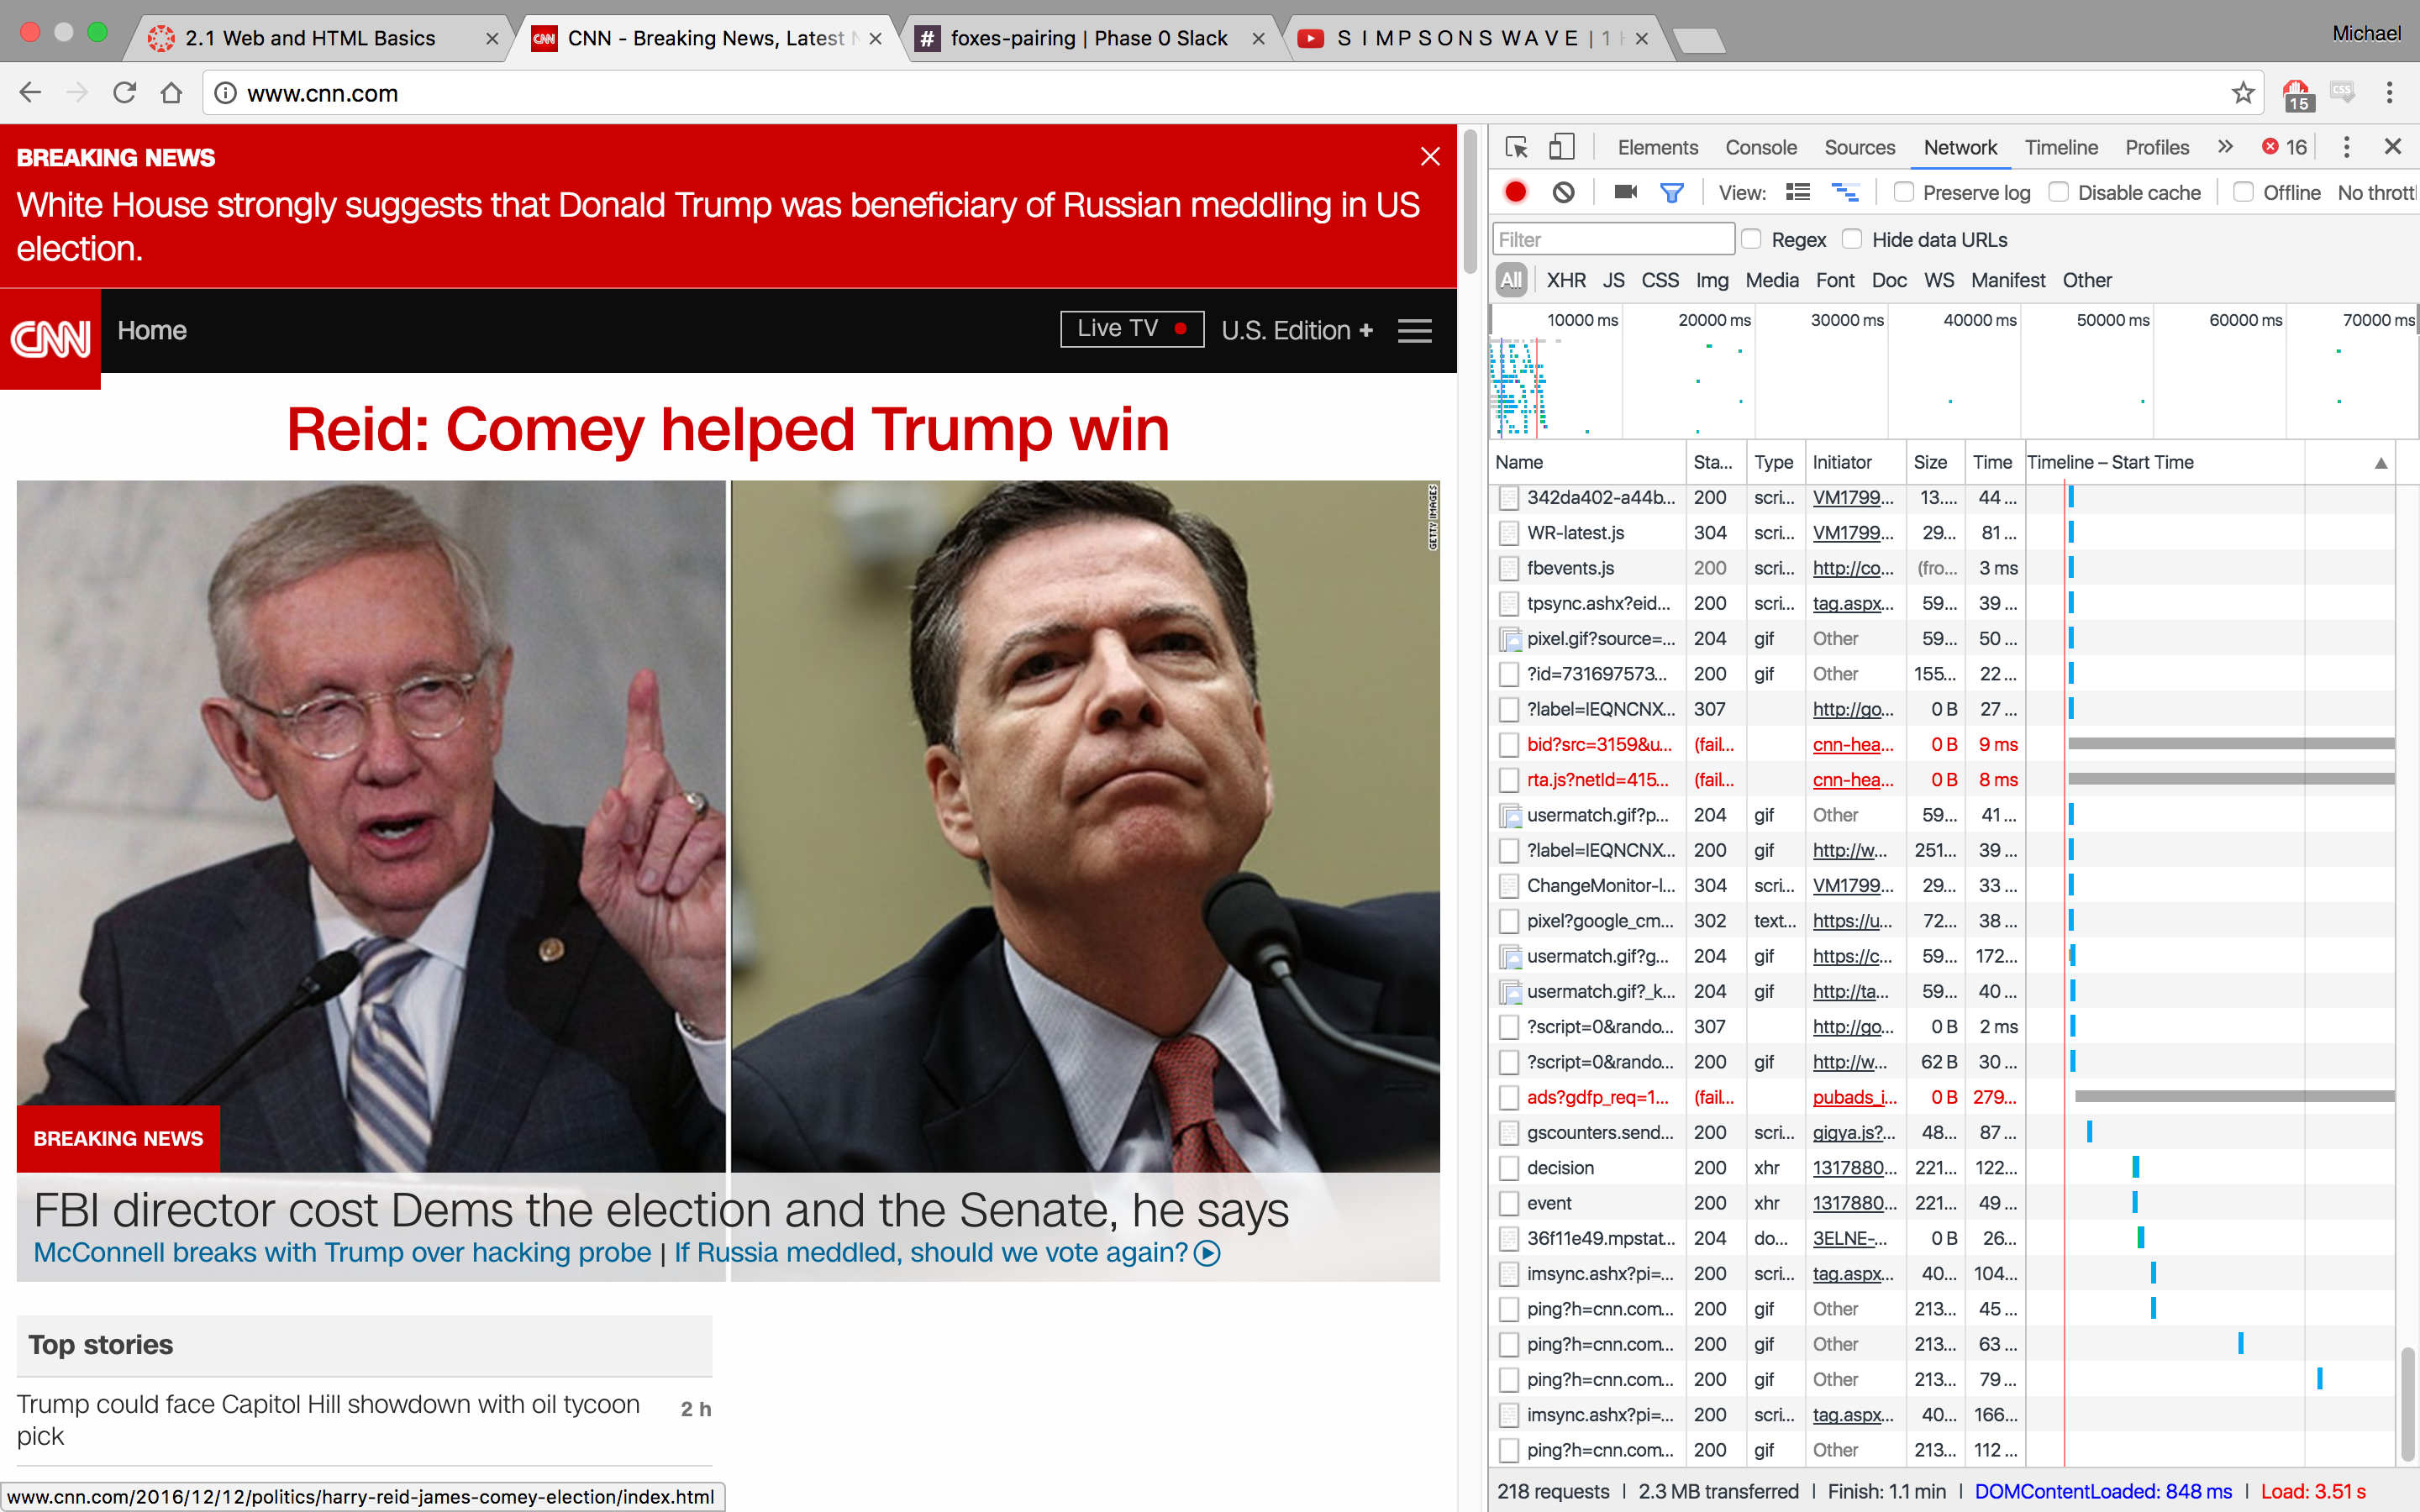 2.1 Web and HTML Basics
CNN - Breaking News, Latest N
foxes-pairing | Phase 0 Slack
S I M P S O N S W A V E | 1 H
Michael
www.cnn.com
15
CSS
BREAKING NEWS
White House strongly suggests that Donald Trump was beneficiary of Russian meddling in US
election.
CNN
Home
Live TV
U.S. Edition +
Reid: Comey helped Trump win
GETTY IMAGES
BREAKING NEWS
FBI director cost Dems the election and the Senate, he says
McConnell breaks with Trump over hacking probe | If Russia meddled, should we vote again?
Top stories
Trump could face Capitol Hill showdown with oil tycoon
pick
2 h
www.cnn.com/2016/12/12/politics/harry-reid-james-comey-election/index.html
Elements Console Sources Network Timeline Profiles » 16
View: Preserve log Disable cache Offline No thrott
Filter Regex Hide data URLs
All XHR JS CSS Img Media Font Doc WS Manifest Other
10000 ms 20000 ms 30000 ms 40000 ms 50000 ms 60000 ms 70000 ms
Name Sta... Type Initiator Size Time Timeline – Start Time
342da402-a44b... 200 scri... VM1799... 13.... 44...
WR-latest.js 304 scri... VM1799... 29... 81...
fbevents.js 200 scri... http://co... (fro... 3 ms
tpsync.ashx?eid... 200 scri... tag.aspx... 59... 39...
pixel.gif?source=... 204 gif Other 59... 50...
?id=731697573... 200 gif Other 155... 22...
?label=IEQNCNX... 307 http://go... 0 B 27...
bid?src=3159&u... (fail... cnn-hea... 0 B 9 ms
rta.js?netId=415... (fail... cnn-hea... 0 B 8 ms
usermatch.gif?p... 204 gif Other 59... 41...
?label=IEQNCNX... 200 gif http://w... 251... 39...
ChangeMonitor-l... 304 scri... VM1799... 29... 33...
pixel?google_cm... 302 text... https://u... 72... 38...
usermatch.gif?g... 204 gif https://c... 59... 172...
usermatch.gif?_k... 204 gif http://ta... 59... 40...
?script=0&rando... 307 http://go... 0 B 2 ms
?script=0&rando... 200 gif http://w... 62 B 30...
ads?gdfp_req=1... (fail... pubads_i... 0 B 279...
gscounters.send... 200 scri... gigya.js?... 48... 87...
decision 200 xhr 1317880... 221... 122...
event 200 xhr 1317880... 221... 49...
36f11e49.mpstat... 204 do... 3ELNE-... 0 B 26...
imsync.ashx?pi=... 200 scri... tag.aspx... 40... 104...
ping?h=cnn.com... 200 gif Other 213... 45...
ping?h=cnn.com... 200 gif Other 213... 63...
ping?h=cnn.com... 200 gif Other 213... 79...
imsync.ashx?pi=... 200 scri... tag.aspx... 40... 166...
ping?h=cnn.com... 200 gif Other 213... 112...
218 requests | 2.3 MB transferred | Finish: 1.1 min | DOMContentLoaded: 848 ms | Load: 3.51 s